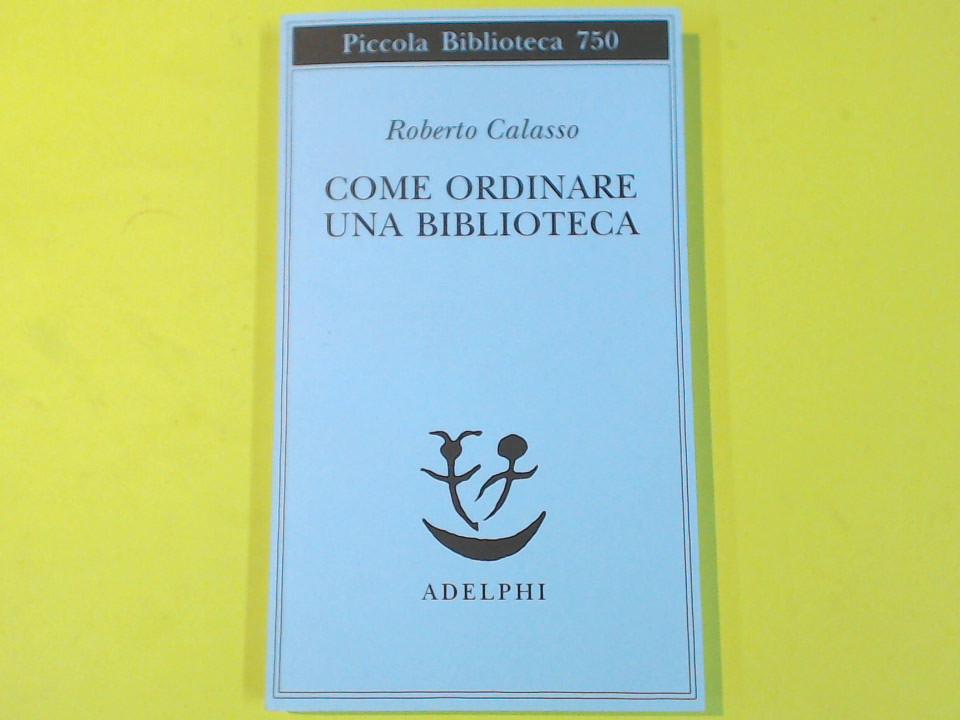 Piccola Biblioteca 750
Roberto Calasso
COME ORDINARE
UNA BIBLIOTECA
ADELPHI